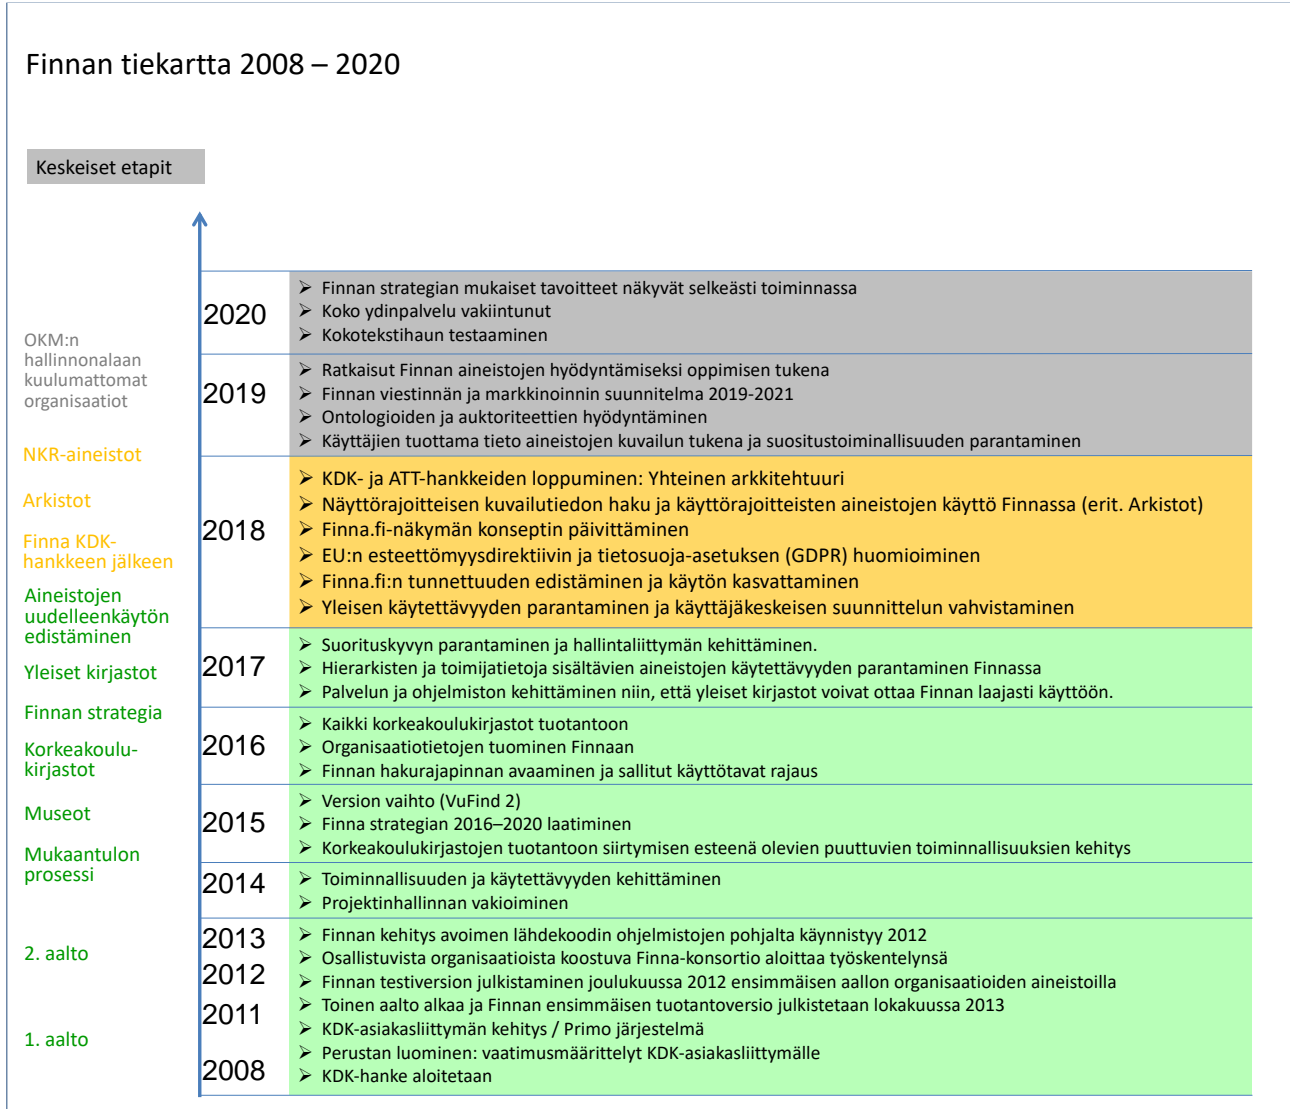 Finnan tiekartta 2008 – 2020
Keskeiset etapit
OKM:n
hallinnonalaan
kuulumattomat
organisaatiot
NKR-aineistot
Arkistot
Finna KDK-
hankkeen jälkeen
Aineistojen
uudelleenkäytön
edistäminen
Yleiset kirjastot
Finnan strategia
Korkeakoulu-
kirjastot
Museot
Mukaantulon
prosessi
2. aalto
1. aalto
2020
➢ Finnan strategian mukaiset tavoitteet näkyvät selkeästi toiminnassa
➢ Koko ydinpalvelu vakiintunut
➢ Kokotekstihaun testaaminen
2019
➢ Ratkaisut Finnan aineistojen hyödyntämiseksi oppimisen tukena
➢ Finnan viestinnän ja markkinoinnin suunnitelma 2019-2021
➢ Ontologioiden ja auktoriteettien hyödyntäminen
➢ Käyttäjien tuottama tieto aineistojen kuvailun tukena ja suositustoiminallisuuden parantaminen
2018
➢ KDK- ja ATT-hankkeiden loppuminen: Yhteinen arkkitehtuuri
➢ Näyttörajoitteisen kuvailutiedon haku ja käyttörajoitteisten aineistojen käyttö Finnassa (erit. Arkistot)
➢ Finna.fi-näkymän konseptin päivittäminen
➢ EU:n esteettömyysdirektiivin ja tietosuoja-asetuksen (GDPR) huomioiminen
➢ Finna.fi:n tunnettuuden edistäminen ja käytön kasvattaminen
➢ Yleisen käytettävyyden parantaminen ja käyttäjäkeskeisen suunnittelun vahvistaminen
2017
➢ Suorituskyvyn parantaminen ja hallintaliittymän kehittäminen.
➢ Hierarkisten ja toimijatietoja sisältävien aineistojen käytettävyyden parantaminen Finnassa
➢ Palvelun ja ohjelmiston kehittäminen niin, että yleiset kirjastot voivat ottaa Finnan laajasti käyttöön.
2016
➢ Kaikki korkeakoulukirjastot tuotantoon
➢ Organisaatiotietojen tuominen Finnaan
➢ Finnan hakurajapinnan avaaminen ja sallitut käyttötavat rajaus
2015
➢ Version vaihto (VuFind 2)
➢ Finna strategian 2016–2020 laatiminen
➢ Korkeakoulukirjastojen tuotantoon siirtymisen esteenä olevien puuttuvien toiminnallisuuksien kehitys
2014
➢ Toiminnallisuuden ja käytettävyyden kehittäminen
➢ Projektinhallinnan vakioiminen
2013
2012
2011
2008
➢ Finnan kehitys avoimen lähdekoodin ohjelmistojen pohjalta käynnistyy 2012
➢ Osallistuvista organisaatioista koostuva Finna-konsortio aloittaa työskentelynsä
➢ Finnan testiversion julkistaminen joulukuussa 2012 ensimmäisen aallon organisaatioiden aineistoilla
➢ Toinen aalto alkaa ja Finnan ensimmäisen tuotantoversio julkistetaan lokakuussa 2013
➢ KDK-asiakasliittymän kehitys / Primo järjestelmä
➢ Perustan luominen: vaatimusmäärittelyt KDK-asiakasliittymälle
➢ KDK-hanke aloitetaan